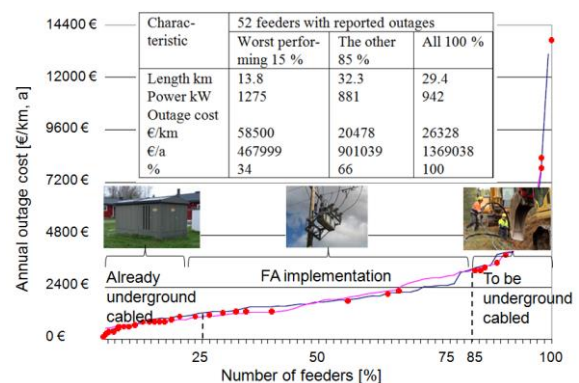 14400 €
12000 €
9600 €
7200 €
4800 €
2400 €
0 €
Annual outage cost [€/km, a]
Charac-
teristic
52 feeders with reported outages
Worst perfor-
ming 15 %
The other
85 %
All 100 %
Length km 13.8 32.3 29.4
Power kW 1275 881 942
Outage cost
€/km 58500 20478 26328
€/a 467999 901039 1369038
% 34 66 100
Already
underground
cabled
FA implementation
To be
underground
cabled
25 50 75 85 100
Number of feeders [%]